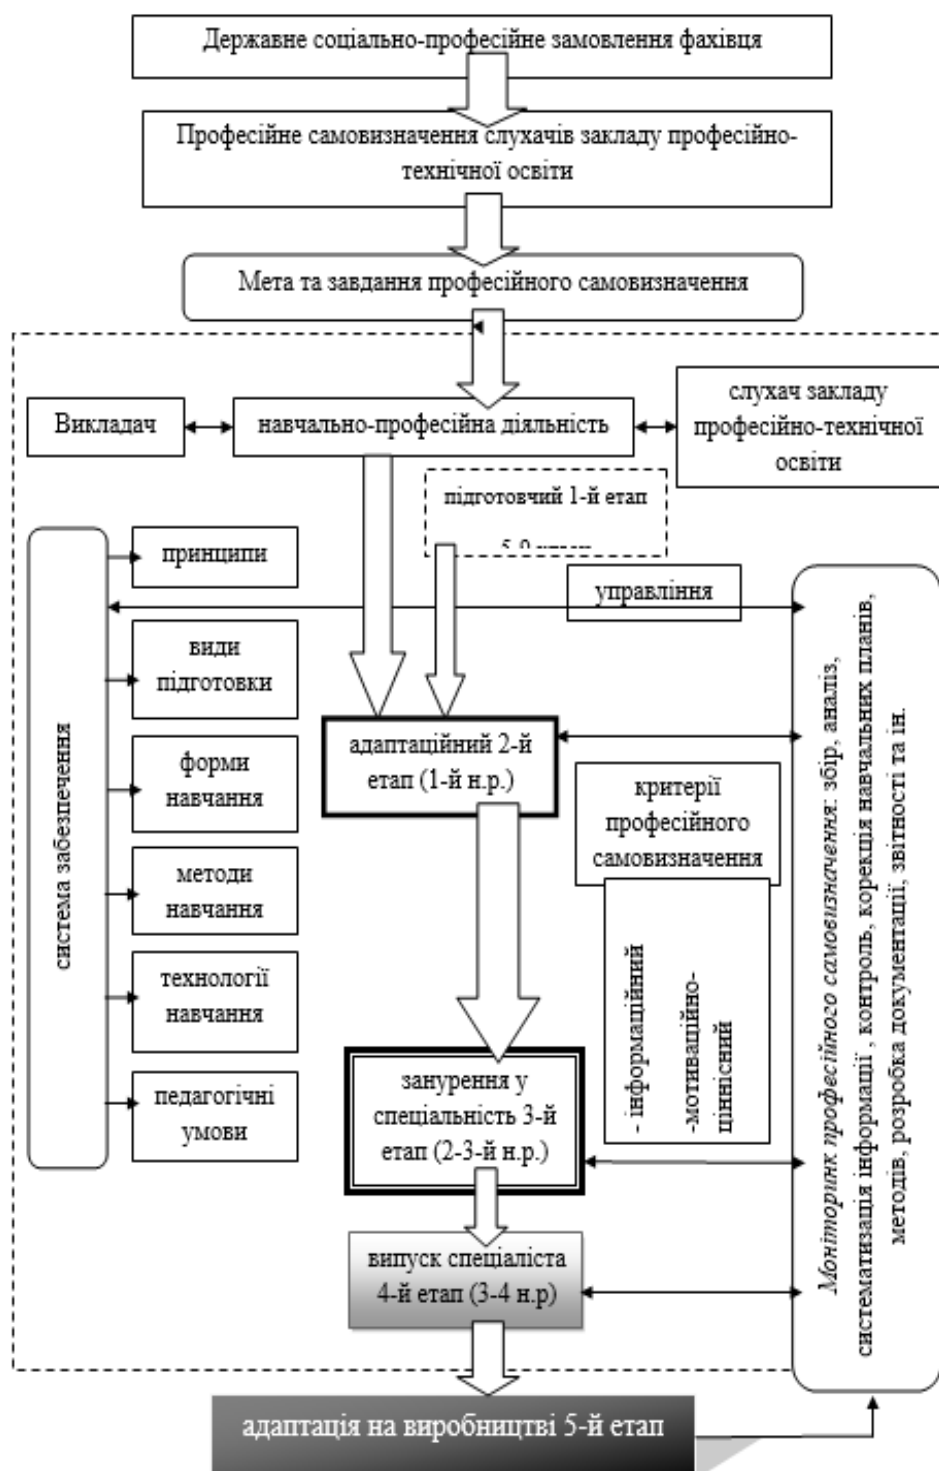 Державне соціально-професійне замовлення фахівця
Професійне самовизначення слухачів закладу професійно-
технічної освіти
Мета та завдання професійного самовизначення
Викладач
навчально-професійна діяльність
слухач закладу
професійно-технічної
освіти
підготовчий 1-й етап
система забезпечення
принципи
види
підготовки
форми
навчання
методи
навчання
технології
навчання
педагогічні
умови
управління
адаптаційний 2-й
етап (1-й н.р.)
критерії
професійного
самовизначення
- інформаційний
-мотиваційно-
ціннісний
занурення у
спеціальність 3-й
етап (2-3-й н.р.)
випуск спеціаліста
4-й етап (3-4 н.р)
Моніторинк професійного самовизначення: збір, аналіз,
систематизація інформації , контроль, корекція навчальних планів,
методів, розробка документації, звітності та ін.
адаптація на виробництві 5-й етап